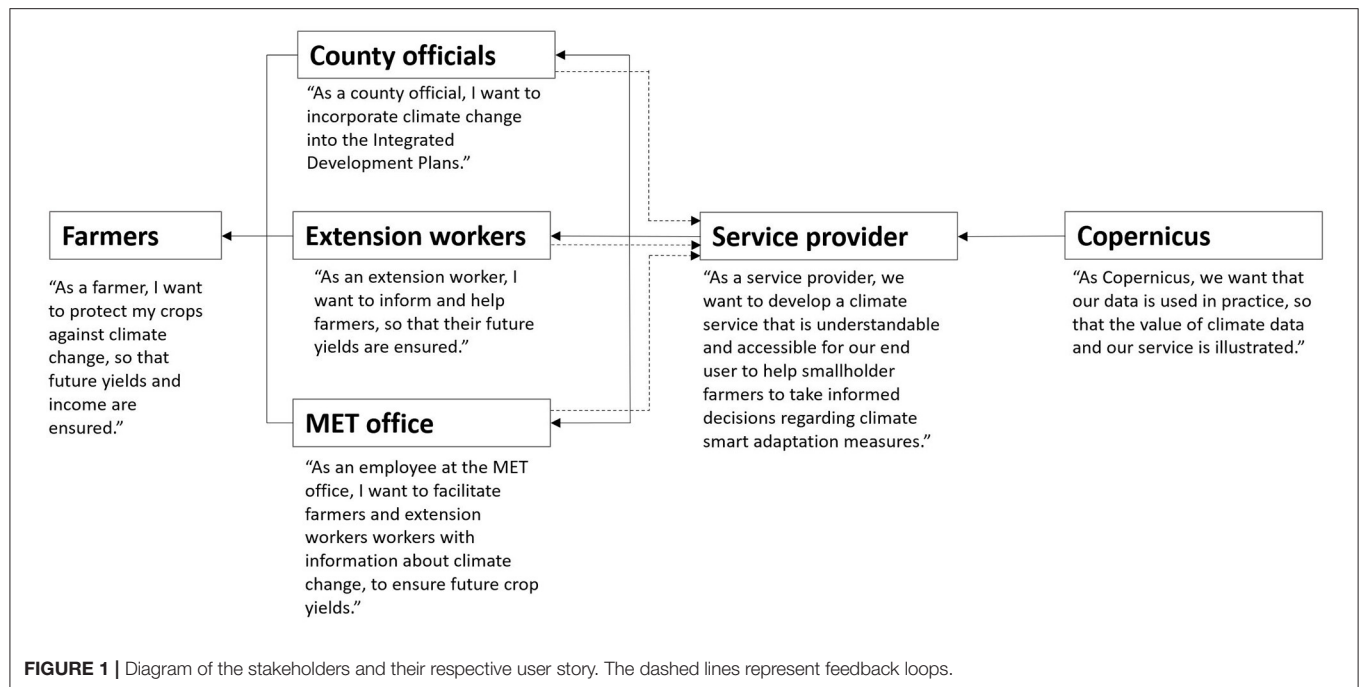 County officials
“As a county official, I want to
incorporate climate change
into the Integrated
Development Plans.”
Farmers
“As a farmer, I want
to protect my crops
against climate
change, so that
future yields and
income are
ensured.”
Extension workers
“As an extension worker, I
want to inform and help
farmers, so that their future
yields are ensured.”
MET office
“As an employee at the MET
office, I want to facilitate
farmers and extension
workers workers with
information about climate
change, to ensure future crop
yields.”
Service provider
“As a service provider, we
want to develop a climate
service that is understandable
and accessible for our end
user to help smallholder
farmers to take informed
decisions regarding climate
smart adaptation measures.”
Copernicus
“As Copernicus, we want that
our data is used in practice, so
that the value of climate data
and our service is illustrated.”
FIGURE 1 | Diagram of the stakeholders and their respective user story. The dashed lines represent feedback loops.